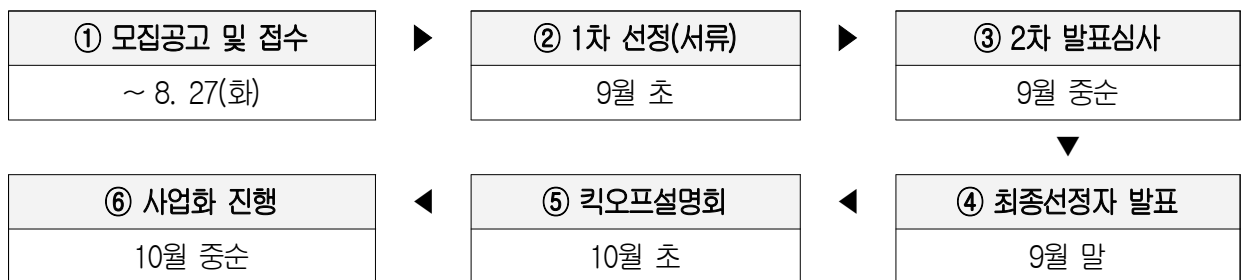 ① 모집공고 및 접수 ▶ ② 1차 선정(서류) ▶ ③ 2차 발표심사
~ 8. 27(화) 9월 초 9월 중순
▼
⑥ 사업화 진행 ◀ ⑤ 킥오프설명회 ◀ ④ 최종선정자 발표
10월 중순 10월 초 9월 말